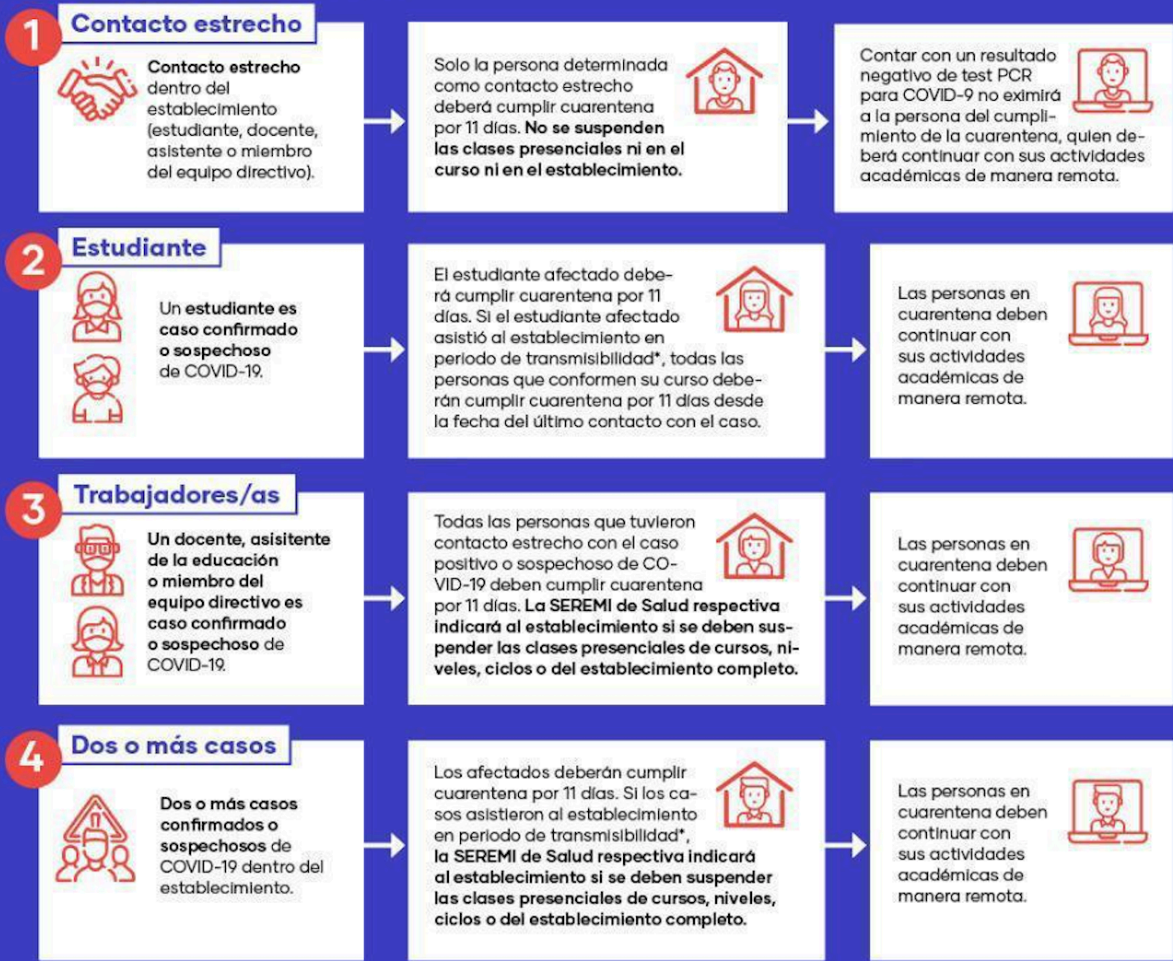 1
Contacto estrecho
Contacto estrecho
dentro del
establecimiento
(estudiante, docente,
asistente o miembro
del equipo directivo).
Solo la persona determinada
como contacto estrecho
deberá cumplir cuarentena
por 11 días. No se suspenden
las clases presenciales ni en el
curso ni en el establecimiento.
Contar con un resultado
negativo de test PCR
para COVID-9 no eximirá
a la persona del cumpli-
miento de la cuarentena, quien de-
berá continuar con sus actividades
académicas de manera remota.
2
Estudiante
Un estudiante es
caso confirmado
o sospechoso
de COVID-19.
El estudiante afectado debe-
rá cumplir cuarentena por 11
días. Si el estudiante afectado
asistió al establecimiento en
periodo de transmisibilidad*, todas las
personas que conformen su curso debe-
rán cumplir cuarentena por 11 días desde
la fecha del último contacto con el caso.
Las personas en
cuarentena deben
continuar con
sus actividades
académicas de
manera remota.
3
Trabajadores/as
Un docente, asisitente
de la educación
o miembro del
equipo directivo es
caso confirmado
o sospechoso de
COVID-19.
Todas las personas que tuvieron
contacto estrecho con el caso
positivo o sospechoso de CO-
VID-19 deben cumplir cuarentena
por 11 días. La SEREMI de Salud respectiva
indicará al establecimiento si se deben sus-
pender las clases presenciales de cursos, ni-
veles, ciclos o del establecimiento completo.
Las personas en
cuarentena deben
continuar con
sus actividades
académicas de
manera remota.
4
Dos o más casos
Dos o más casos
confirmados o
sospechosos de
COVID-19 dentro del
establecimiento.
Los afectados deberán cumplir
cuarentena por 11 días. Si los ca-
sos asistieron al establecimiento
en periodo de transmisibilidad*,
la SEREMI de Salud respectiva indicará
al establecimiento si se deben suspender
las clases presenciales de cursos, niveles,
ciclos o del establecimiento completo.
Las personas en
cuarentena deben
continuar con
sus actividades
académicas de
manera remota.